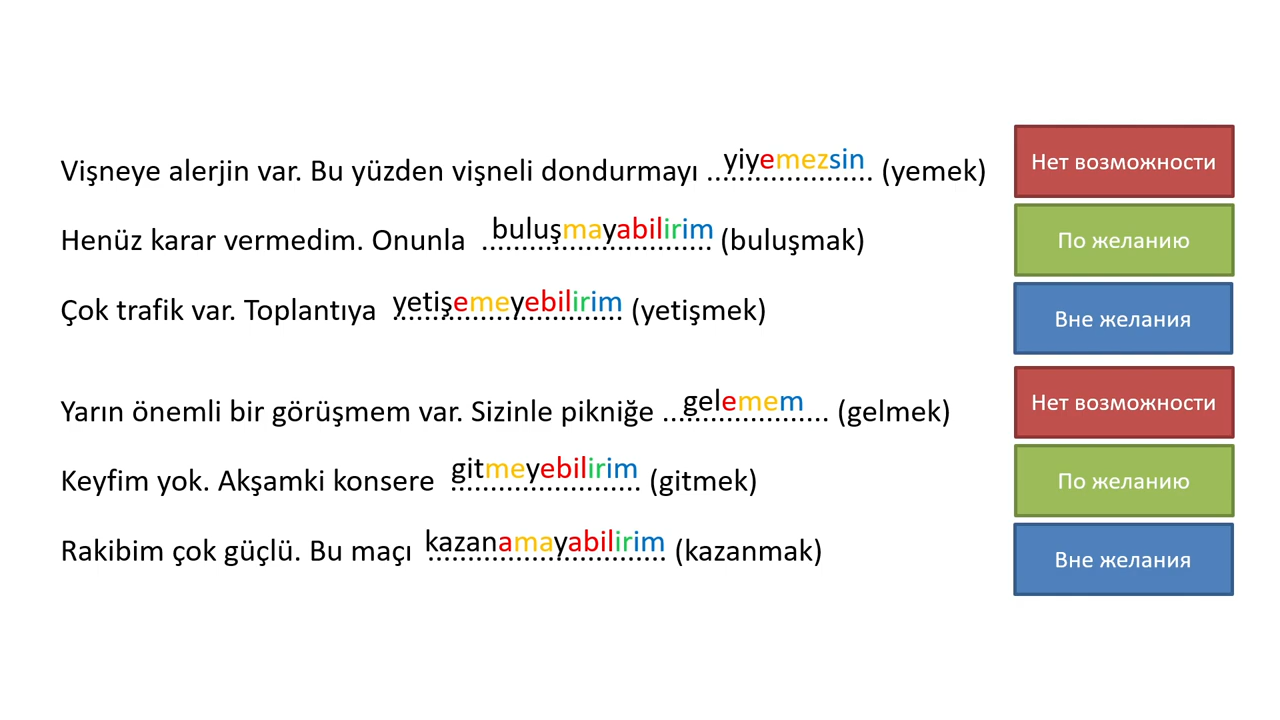 Vişneye alerjin var. Bu yüzden vişneli dondurmayı yiyemezsin (yemek) Нет возможности
Henüz karar vermedim. Onunla buluşmayabilirim (buluşmak) По желанию
Çok trafik var. Toplantıya yetişemeyebilirim (yetişmek) Вне желания
Yarın önemli bir görüşmem var. Sizinle pikniğe gelemem (gelmek) Нет возможности
Keyfim yok. Akşamki konsere gitmeyebilirim (gitmek) По желанию
Rakibim çok güçlü. Bu maçı kazanamayabilirim (kazanmak) Вне желания